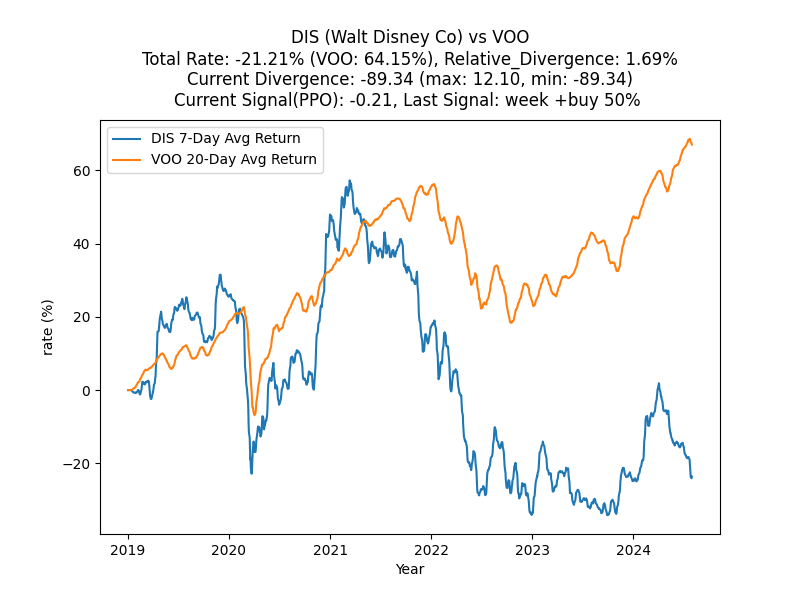 DIS (Walt Disney Co) vs VOO
Total Rate: -21.21% (VOO: 64.15%), Relative_Divergence: 1.69%
Current Divergence: -89.34 (max: 12.10, min: -89.34)
Current Signal(PPO): -0.21, Last Signal: week +buy 50%
DIS 7-Day Avg Return
VOO 20-Day Avg Return
60
40
20
0
−20
rate (%)
2019 2020 2021 2022 2023 2024
Year